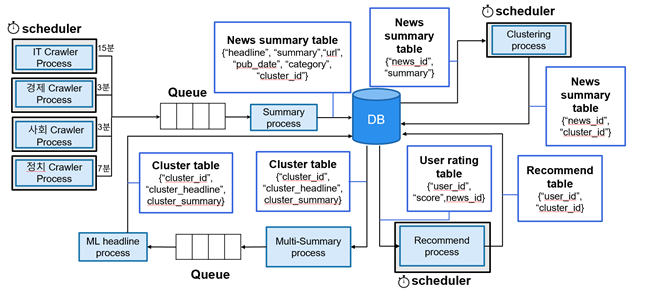 scheduler
IT Crawler
Process
15분
경제 Crawler
Process
3분
사회 Crawler
Process
3분
정치 Crawler
Process
7분
Queue
Summary
process
News summary table
{“headline”, “summary”,“url”,
“pub_date”, “category”,
“cluster_id”}
DB
News
summary
table
{“news_id”,
“summary”}
scheduler
Clustering
process
News
summary
table
{“news_id”,
“cluster_id”}
Cluster table
{“cluster_id”,
“cluster_headline”,
cluster_summary}
Cluster table
{“cluster_id”,
“cluster_headline”,
cluster_summary}
User rating
table
{“user_id”,
“score”,news_id}
Recommend
table
{“user_id”,
“cluster_id”}
ML headline
process
Queue
Multi-Summary
process
Recommend
process
scheduler